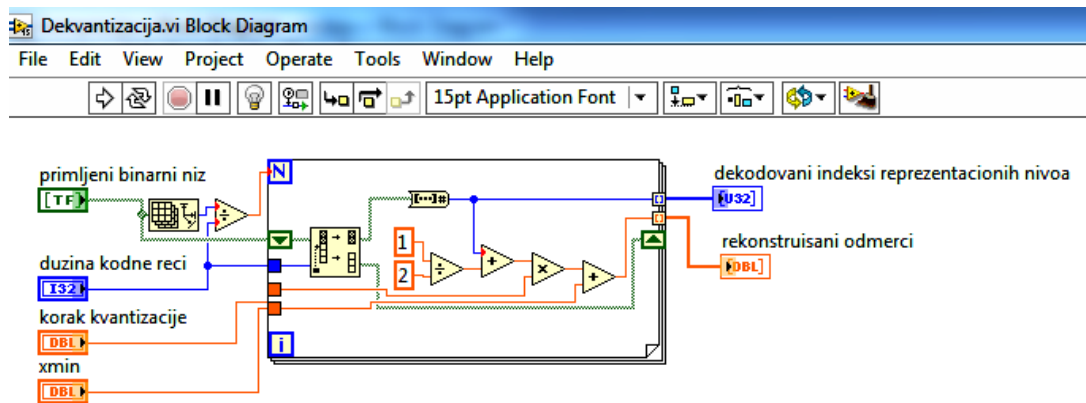 Dekvantizacija.vi Block Diagram
File Edit View Project Operate Tools Window Help
15pt Application Font
primljeni binarni niz
TF
N
duzina kodne reci
I32
korak kvantizacije
DBL
xmin
DBL
1
2
i
#
dekodovani indeksi reprezentacionih nivoa
U32
rekonstruisani odmerci
DBL